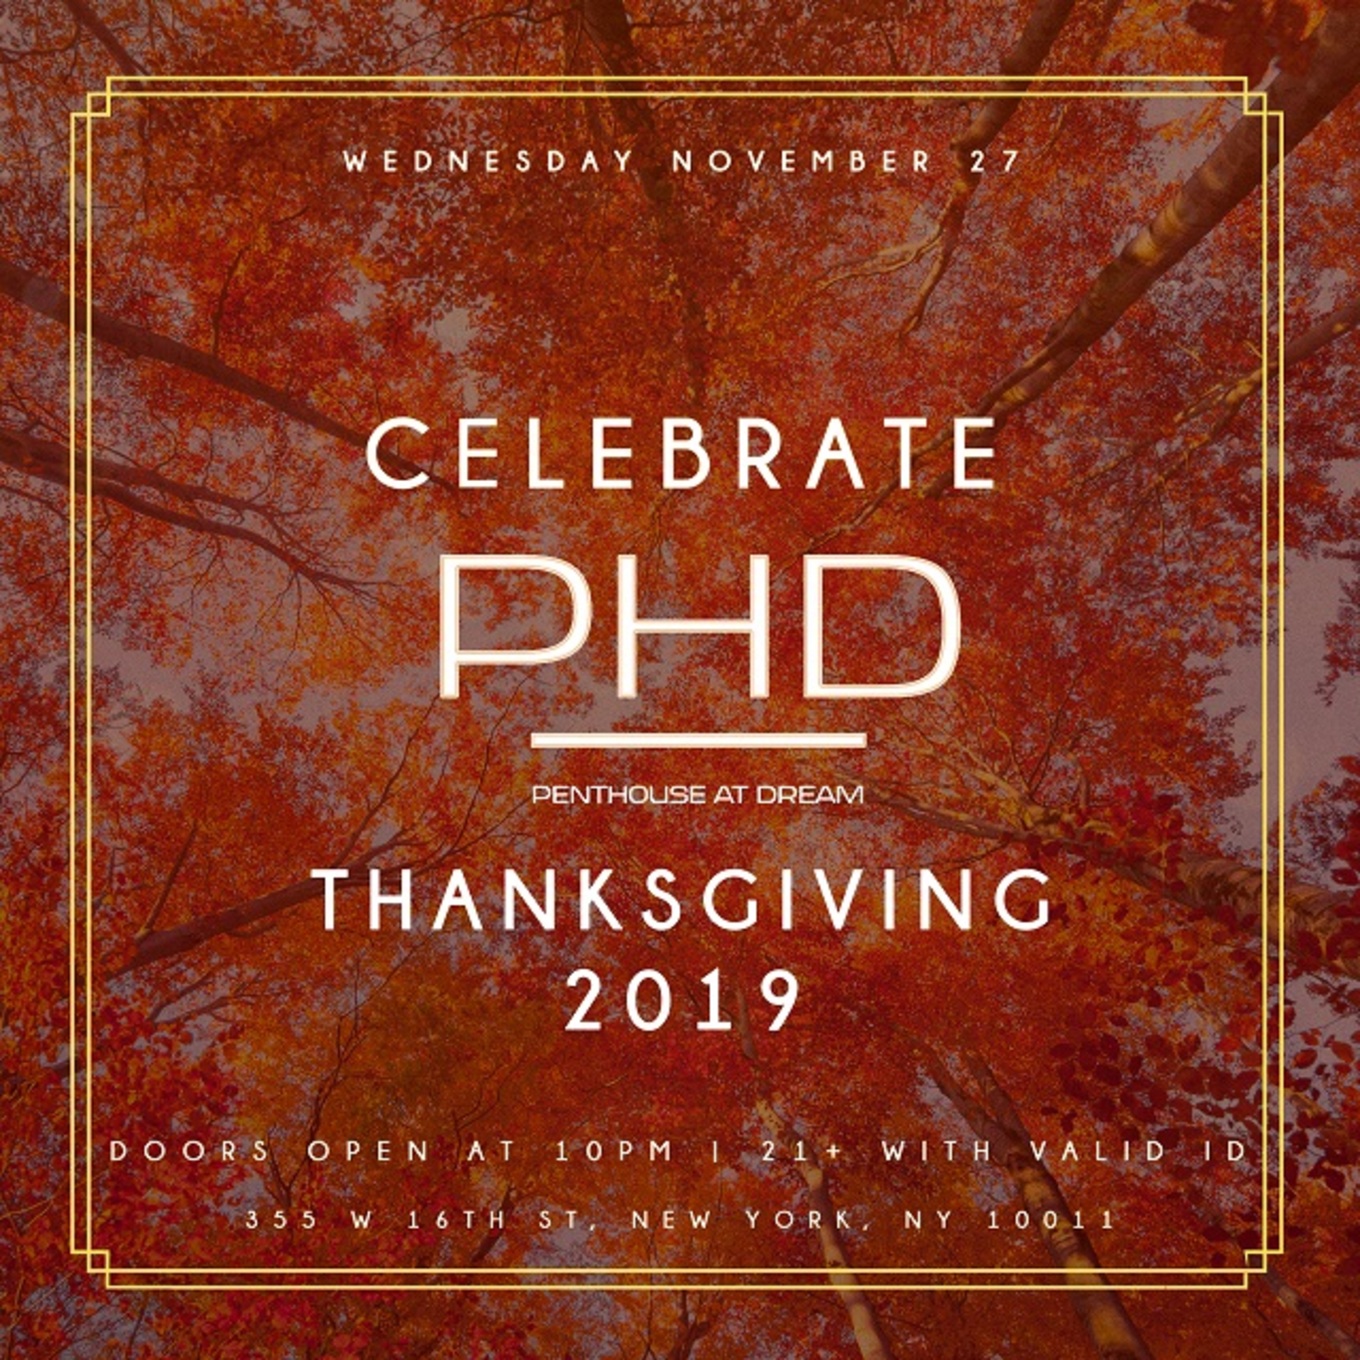 WEDNESDAY NOVEMBER 27
CELEBRATE
PHD
PENTHOUSE AT DREAM
THANKSGIVING
2019
DOORS OPEN AT 10PM | 21+ WITH VALID ID
355 W 16TH ST, NEW YORK, NY 10011